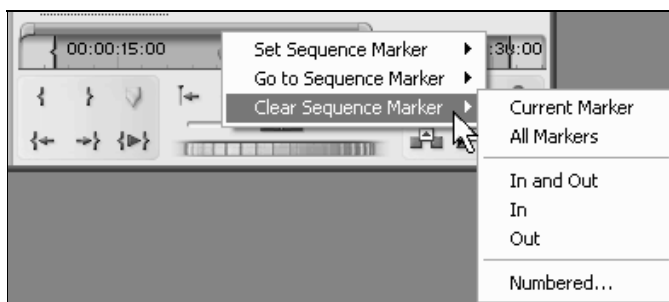 00:00:15:00
:30:00
Set Sequence Marker
Go to Sequence Marker
Clear Sequence Marker
Current Marker
All Markers
In and Out
In
Out
Numbered...